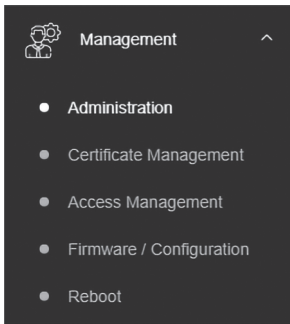 Management
Administration
Certificate Management
Access Management
Firmware / Configuration
Reboot